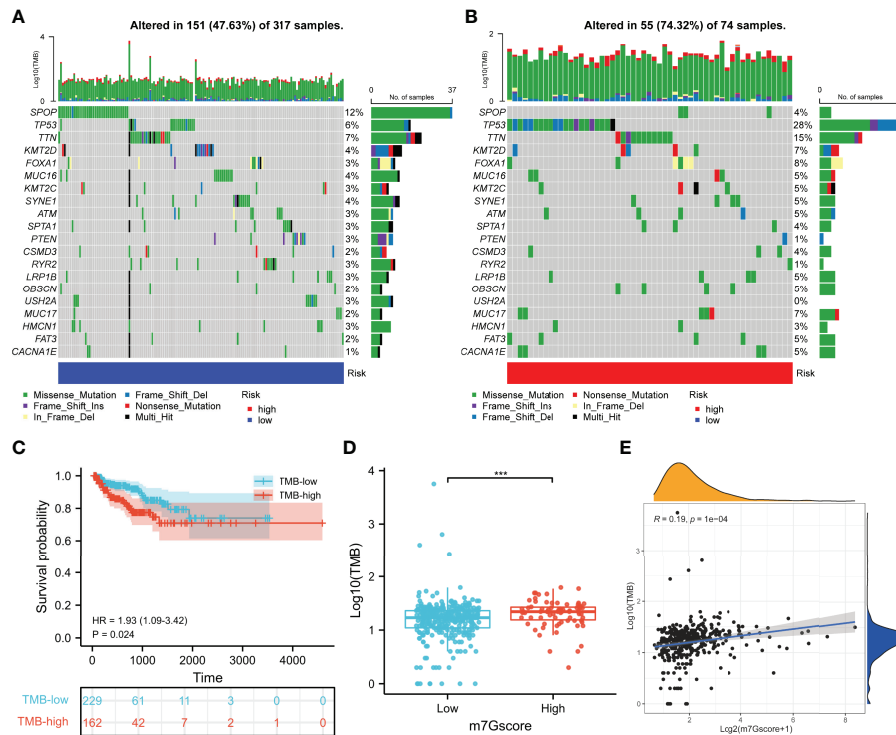 A
Altered in 151 (47.63%) of 317 samples.
Log10(TMB)
4
0
0
37
No. of samples
SPOP 12%
TP53 6%
TTN 7%
KMT2D 4%
FOXA1 3%
MUC16 4%
KMT2C 3%
SYNE1 4%
ATM 3%
SPTA1 3%
PTEN 3%
CSMD3 2%
RYR2 3%
LRP1B 3%
OB3CN 2%
USH2A 3%
MUC17 2%
HMCN1 3%
FAT3 2%
CACNA1E 1%
Risk
Missense_Mutation Frame_Shift_Del Risk
Frame_Shift_Ins Nonsense_Mutation high
In_Frame_Del Multi_Hit low
B
Altered in 55 (74.32%) of 74 samples.
Log10(TMB)
2
0
0
No. of samples
SPOP 4%
TP53 28%
TTN 15%
KMT2D 7%
FOXA1 8%
MUC16 5%
KMT2C 5%
SYNE1 5%
ATM 5%
SPTA1 4%
PTEN 1%
CSMD3 4%
RYR2 1%
LRP1B 5%
OB3CN 5%
USH2A 0%
MUC17 7%
HMCN1 3%
FAT3 5%
CACNA1E 5%
Risk
Missense_Mutation Nonsense_Mutation Risk
Frame_Shift_Ins In_Frame_Del high
Frame_Shift_Del Multi_Hit low
C
Survival probability
1.0
0.8
0.6
0.4
0.2
0.0
TMB-low
TMB-high
HR = 1.93 (1.09-3.42)
P = 0.024
0 1000 2000 3000 4000
Time
TMB-low 229 61 11 3 0 0
TMB-high 162 42 7 2 1 0
D
***
Log10(TMB)
4
3
2
1
0
Low High
m7Gscore
E
R = 0.19, p = 1e-04
Log10(TMB)
3
2
1
0
2 4 6 8
Log2(m7Gscore+1)